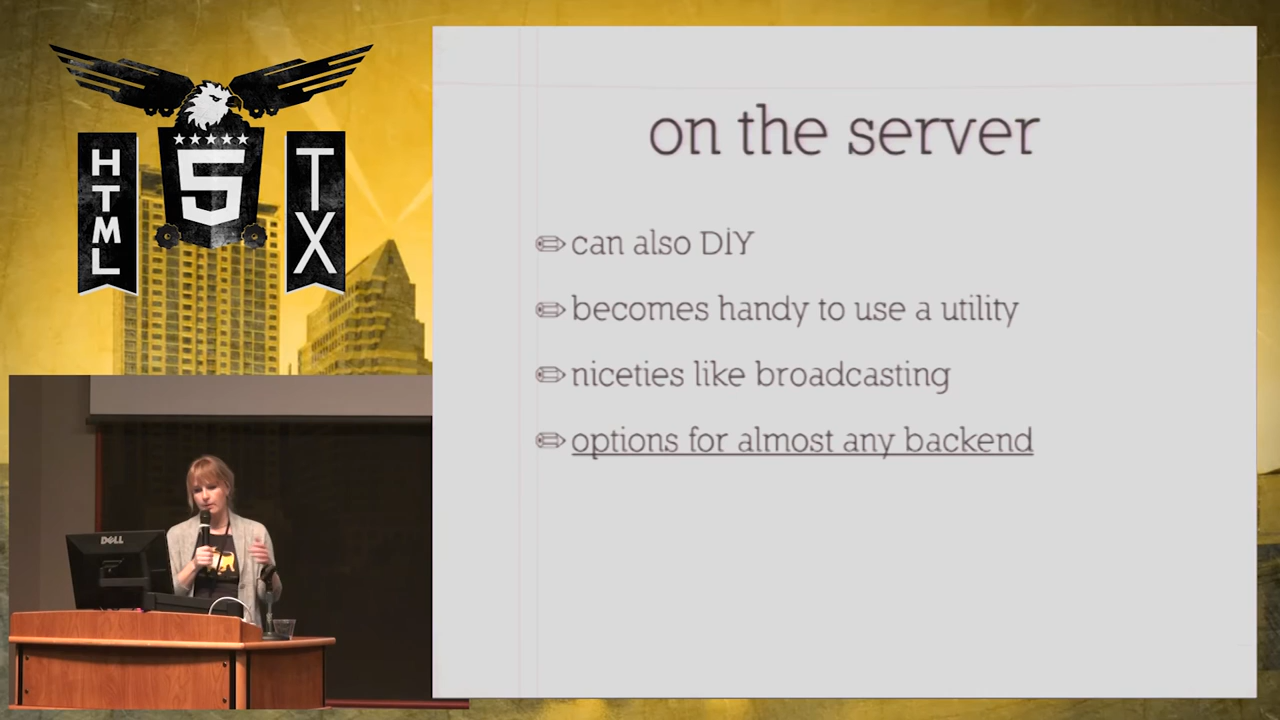 HTML
5
TX
on the server
can also DIY
becomes handy to use a utility
niceties like broadcasting
options for almost any backend
DELL